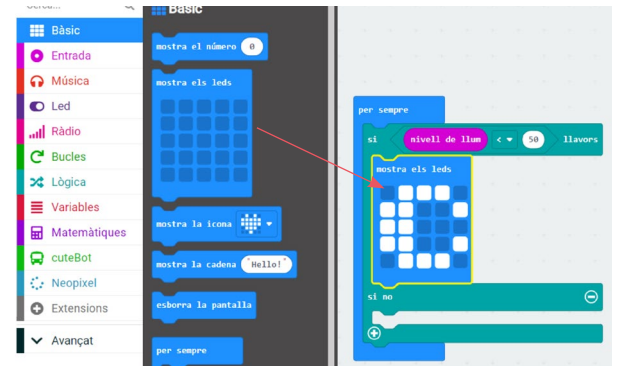 Cerca...
Bàsic
Entrada
Música
Led
Ràdio
Bucles
Lògica
Variables
Matemàtiques
cuteBot
Neopixel
Extensions
Avançat
Basic
mostra el número 0
mostra els leds
mostra la icona
mostra la cadena "Hello!"
esborra la pantalla
per sempre
per sempre
si nivell de llum < 50 llavors
mostra els leds
si no